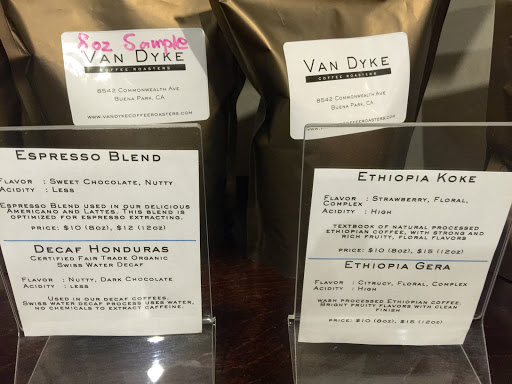 8oz Sample
VAN DYKE
COFFEE ROASTERS
8542 COMMONWEALTH AVE
BUENA PARK, CA
WWW.VANDYKECOFFEEROASTERS.COM
VAN DYKE
COFFEE ROASTERS
8542 COMMONWEALTH AVE
BUENA PARK, CA
WWW.VANDYKECOFFEEROASTERS.COM
ESPRESSO BLEND
FLAVOR : SWEET CHOCOLATE, NUTTY
ACIDITY : LESS
ESPRESSO BLEND USED IN OUR DELICIOUS
AMERICANO AND LATTES. THIS BLEND IS
OPTIMIZED FOR ESPRESSO EXTRACTING.
PRICE: $10 (8OZ), $12 (12OZ)
DECAF HONDURAS
CERTIFIED FAIR TRADE ORGANIC
SWISS WATER DECAF
FLAVOR : NUTTY, DARK CHOCOLATE
ACIDITY : LESS
USED IN OUR DECAF COFFEES.
SWISS WATER DECAF PROCESS USES WATER,
NO CHEMICALS TO EXTRACT CAFFEINE.
ETHIOPIA KOKE
FLAVOR : STRAWBERRY, FLORAL,
COMPLEX
ACIDITY : HIGH
TEXTBOOK OF NATURAL PROCESSED
ETHIOPIAN COFFEE, WITH STRONG AND
RICH FRUITY, FLORAL FLAVORS
PRICE: $10 (8OZ), $15 (12OZ)
ETHIOPIA GERA
FLAVOR : CITRUCY, FLORAL, COMPLEX
ACIDITY : HIGH
WASH PROCESSED ETHIOPIAN COFFEE.
BRIGHT FRUITY FLAVORS WITH CLEAN
FINISH
PRICE: $10 (8OZ), $15 (12OZ)